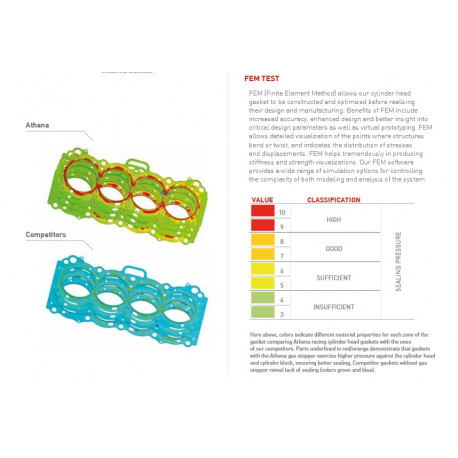 FEM TEST
FEM (Finite Element Method) allows our cylinder head
gasket to be constructed and optimized before realizing
their design and manufacturing. Benefits of FEM include
increased accuracy, enhanced design and better insight into
critical design parameters as well as virtual prototyping. FEM
allows detailed visualization of the points where structures
bend or twist, and indicates the distribution of stresses
and displacements. FEM helps tremendously in producing
stiffness and strength visualizations. Our FEM software
provides a wide range of simulation options for controlling
the complexity of both modeling and analysis of the system.
Athena
Competitors
VALUE CLASSIFICATION
10
HIGH
9
8
GOOD
7
6
SUFFICIENT
5
4
INSUFFICIENT
3
SEALING PRESSURE
Here above, colors indicate different material properties for each zone of the
gasket comparing Athena racing cylinder head gaskets with the ones
of our competitors. Parts underlined in red/orange demonstrate that gaskets
with the Athena gas stopper exercise higher pressure against the cylinder head
and cylinder block, ensuring better sealing, Competitor gaskets without gas
stopper reveal lack of sealing (colors green and blue).